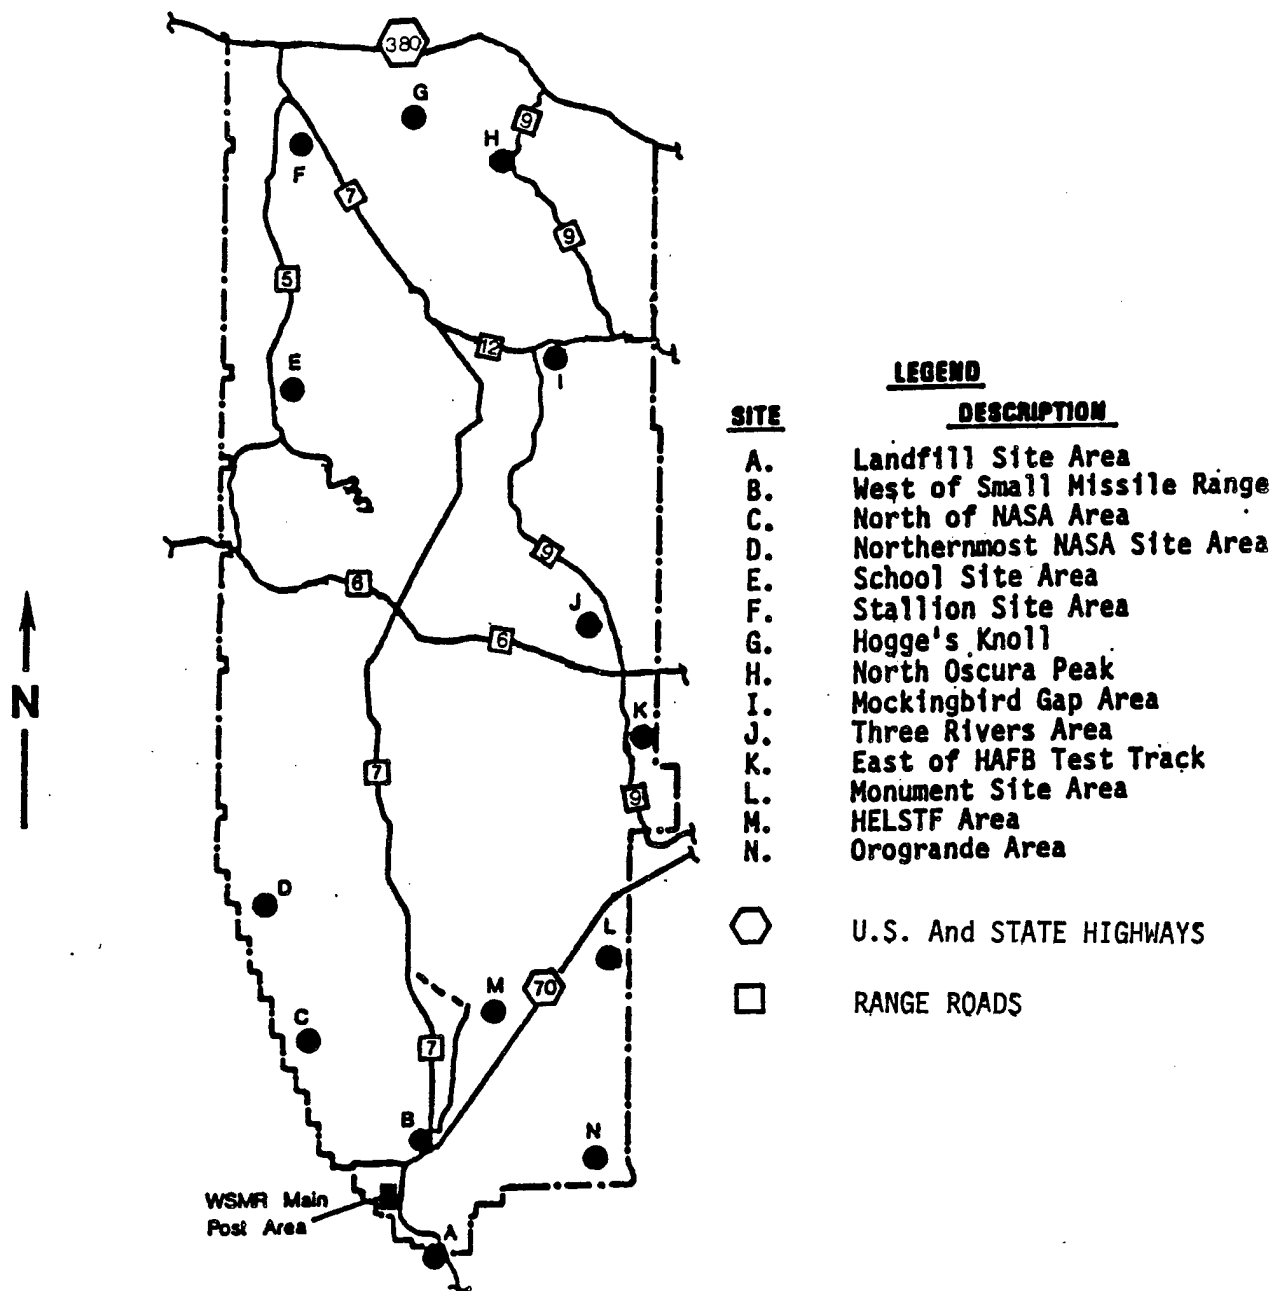 380
G
9
H
F
7
9
5
12
E
I
9
6
J
6
K
7
9
D
L
M
70
C
7
B
N
WSMR Main
Post Area
A
N
LEGEND
SITE DESCRIPTION
A. Landfill Site Area
B. West of Small Missile Range
C. North of NASA Area
D. Northernmost NASA Site Area
E. School Site Area
F. Stallion Site Area
G. Hogge's Knoll
H. North Oscura Peak
I. Mockingbird Gap Area
J. Three Rivers Area
K. East of HAFB Test Track
L. Monument Site Area
M. HELSTF Area
N. Orogrande Area
U.S. And STATE HIGHWAYS
RANGE ROADS